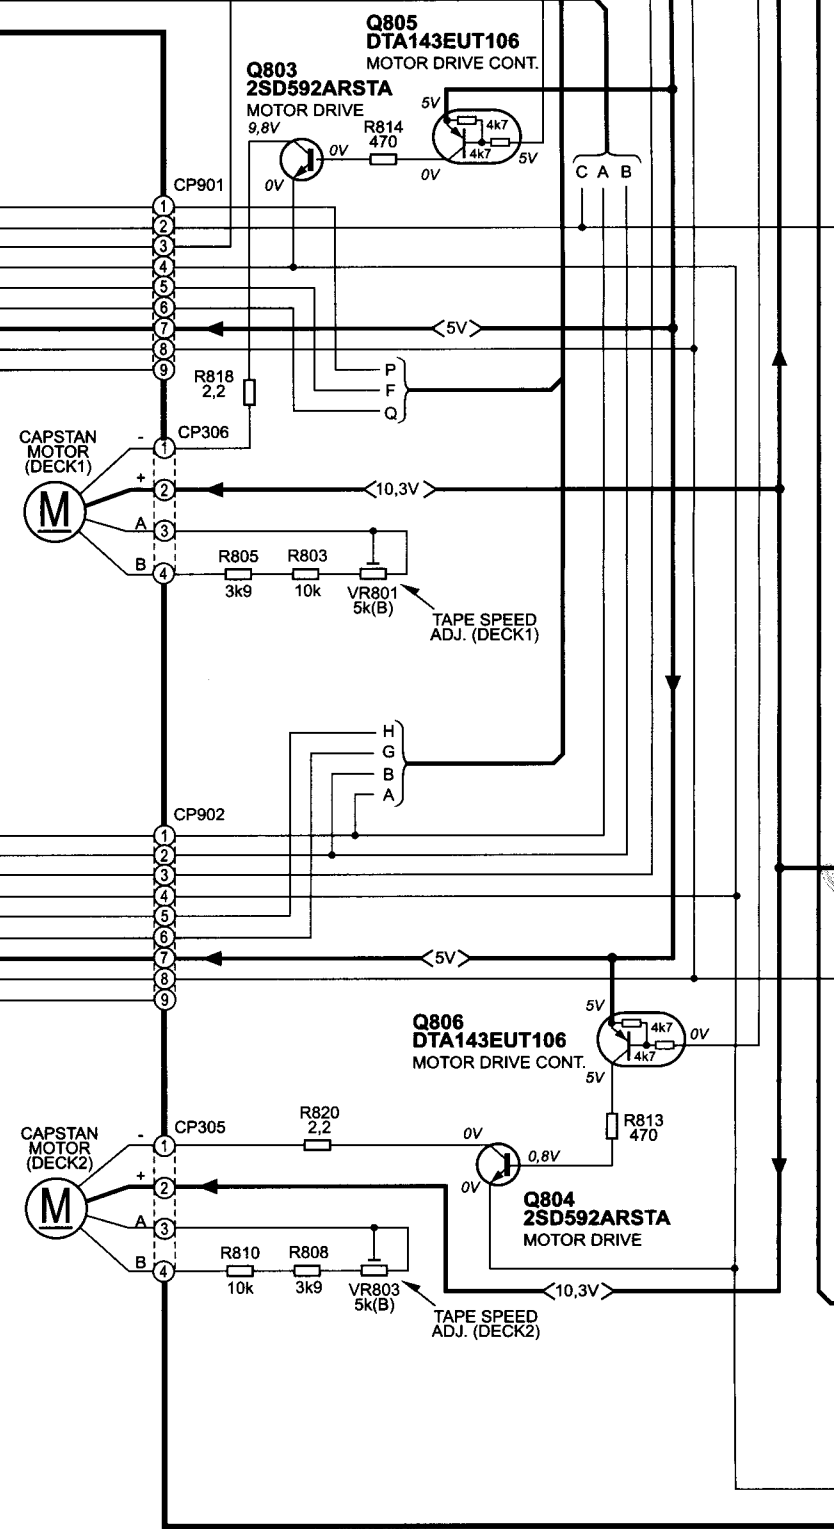 Q805
DTA143EUT106
MOTOR DRIVE CONT.
Q803
2SD592ARSTA
MOTOR DRIVE
9,8V
5V
R814
470
4k7
4k7
0V
0V
5V
0V
C A B
CP901
1
2
3
4
5
6
7
8
9
5V
R818
2,2
P
F
Q
CP306
CAPSTAN
MOTOR
(DECK1)
-
1
+
2
10,3V
M
A
3
B
4
R805
3k9
R803
10k
VR801
5k(B)
TAPE SPEED
ADJ. (DECK1)
H
G
B
A
CP902
1
2
3
4
5
6
7
8
9
5V
5V
Q806
DTA143EUT106
MOTOR DRIVE CONT.
4k7
4k7
0V
5V
R813
470
CP305
CAPSTAN
MOTOR
(DECK2)
-
1
R820
2,2
0V
0,8V
0V
+
2
M
Q804
2SD592ARSTA
MOTOR DRIVE
A
3
B
4
R810
10k
R808
3k9
VR803
5k(B)
10,3V
TAPE SPEED
ADJ. (DECK2)